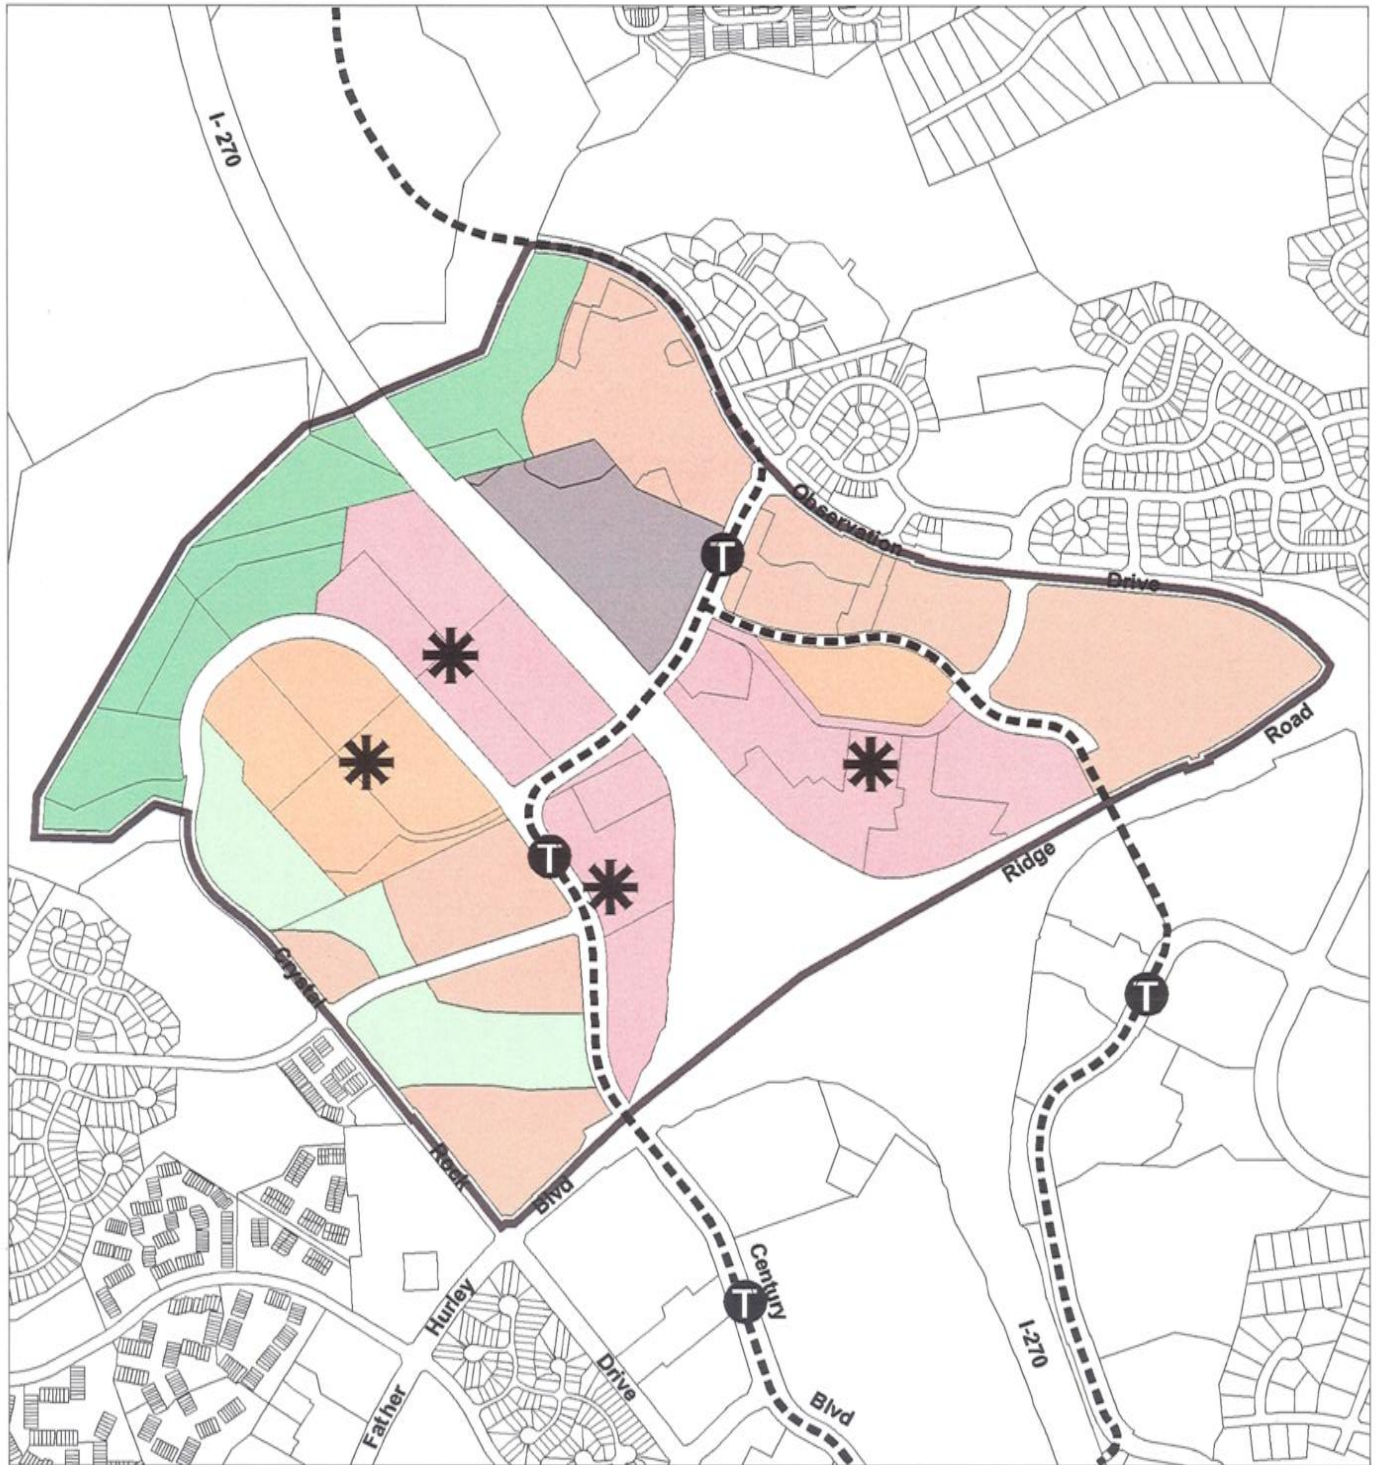 I- 270
Observation
Drive
T
Road
Ridge
T
Crystal
T
Rock
Blvd
Century
T
Hurley
I-270
Drive
Blvd
Father